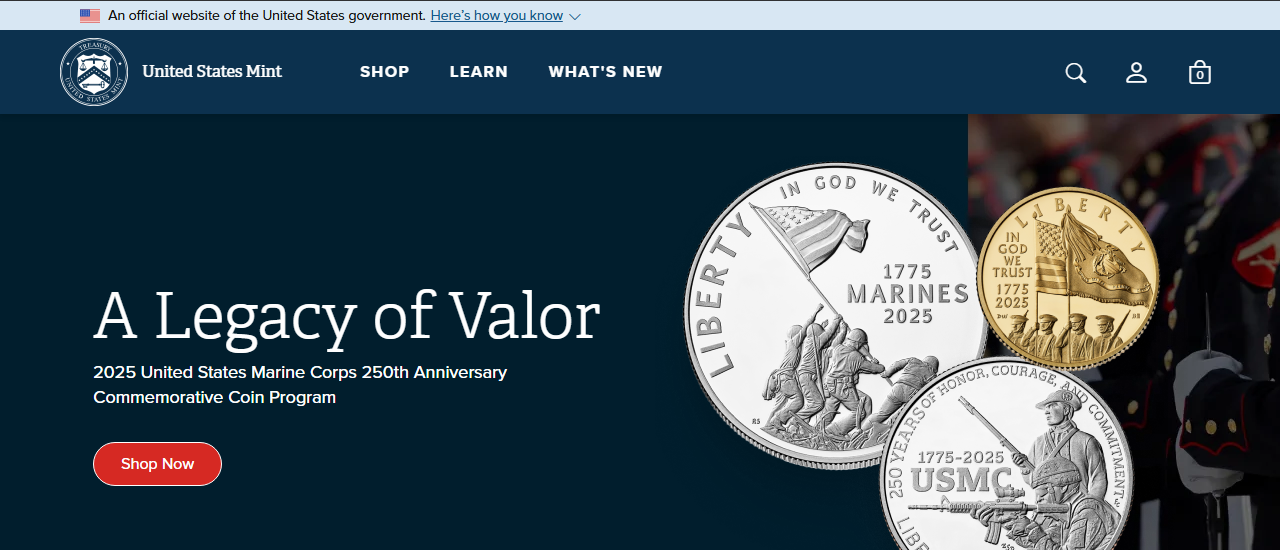 An official website of the United States government. Here's how you know
TREASURY
UNITED STATES MINT
United States Mint
SHOP
LEARN
WHAT'S NEW
0
A Legacy of Valor
2025 United States Marine Corps 250th Anniversary
Commemorative Coin Program
Shop Now
IN GOD WE TRUST
LIBERTY
1775
MARINES
2025
LIBERTY
IN
GOD
WE
TRUST
1775
2025
250 YEARS OF HONOR, COURAGE, AND COMMITMENT
1775-2025
USMC